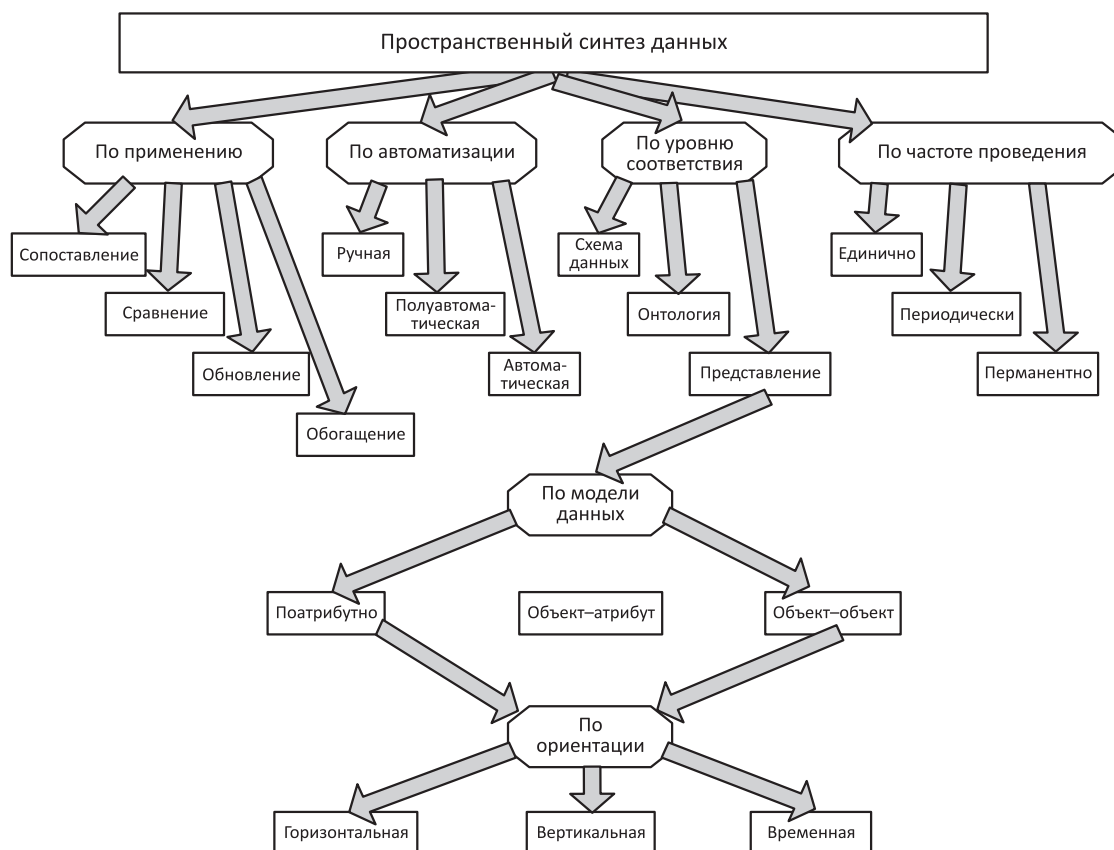 Пространственный синтез данных
По применению
По автоматизации
По уровню
соответствия
По частоте проведения
Сопоставление
Ручная
Схема
данных
Единично
Сравнение
Полуавтома-
тическая
Онтология
Периодически
Обновление
Автома-
тическая
Представление
Перманентно
Обогащение
По модели
данных
Поатрибутно
Объект–атрибут
Объект–объект
По
ориентации
Горизонтальная
Вертикальная
Временная